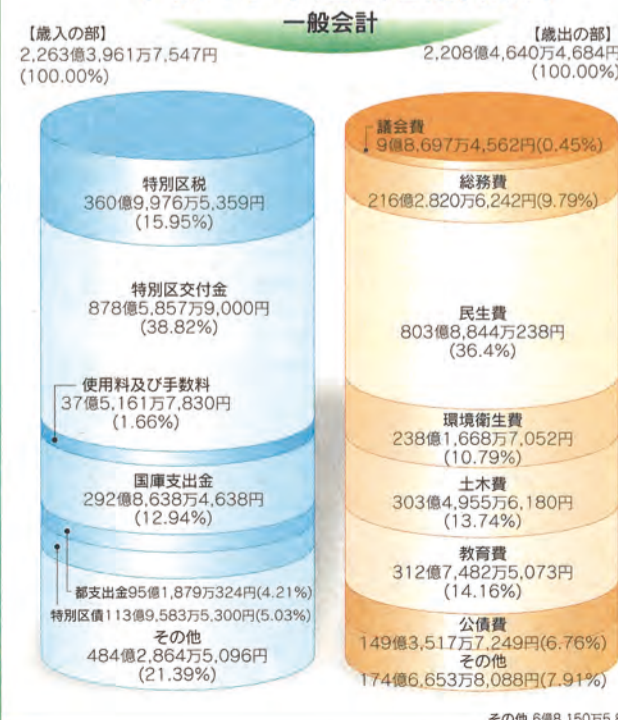 一般会計
【歳入の部】
2,263億3,961万7,547円
(100.00%)
特別区税
360億9,976万5,359円
(15.95%)
特別区交付金
878億5,857万9,000円
(38.82%)
使用料及び手数料
37億5,161万7,830円
(1.66%)
国庫支出金
292億8,638万4,638円
(12.94%)
都支出金95億1,879万324円(4.21%)
特別区債113億9,583万5,300円(5.03%)
その他
484億2,864万5,096円
(21.39%)
【歳出の部】
2,208億4,640万4,684円
(100.00%)
議会費
9億8,697万4,562円(0.45%)
総務費
216億2.820万6,242円(9.79%)
民生費
803億8,844万238円
(36.4%)
環境衛生費
238億1,668万7,052円
(10.79%)
土木費
303億4,955万6,180円
(13.74%)
教育費
312億7,482万5,073円
(14.16%)
公債費
149億3,517万7,249円(6.76%)
その他
174億6,653万8,088円(7.91%)